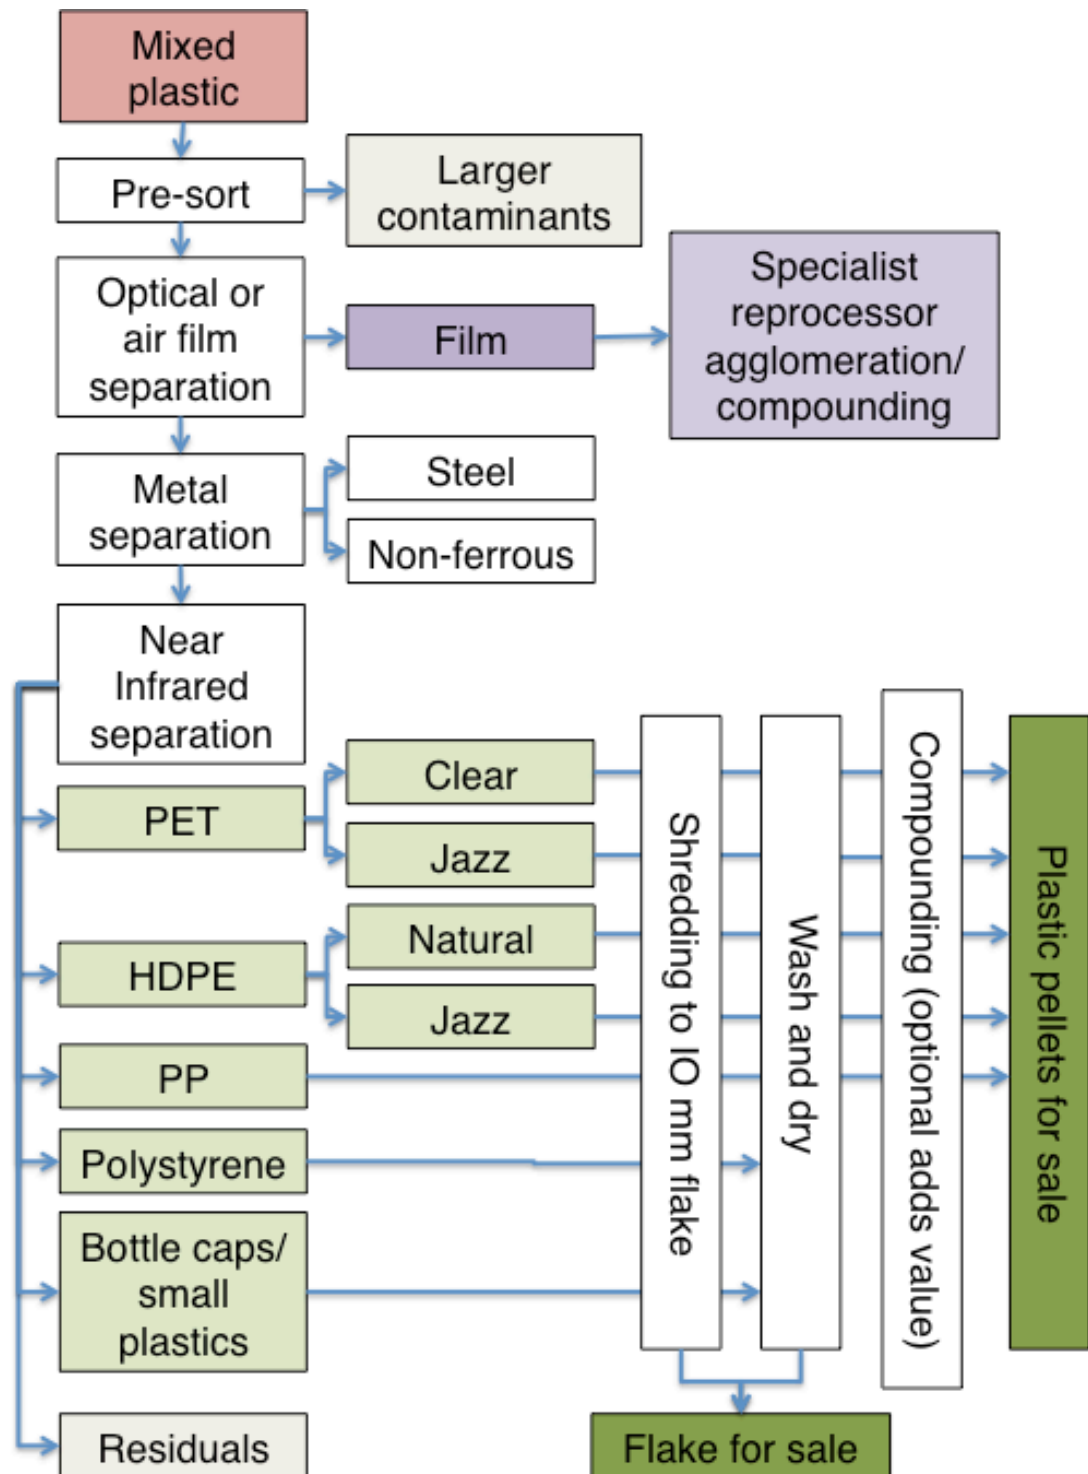 Mixed
plastic
Pre-sort
Larger
contaminants
Optical or
air film
separation
Film
Specialist
reprocessor
agglomeration/
compounding
Metal
separation
Steel
Non-ferrous
Near
Infrared
separation
PET
Clear
Jazz
HDPE
Natural
Jazz
PP
Polystyrene
Bottle caps/
small
plastics
Residuals
Shredding to IO mm flake
Wash and dry
Compounding (optional adds value)
Plastic pellets for sale
Flake for sale